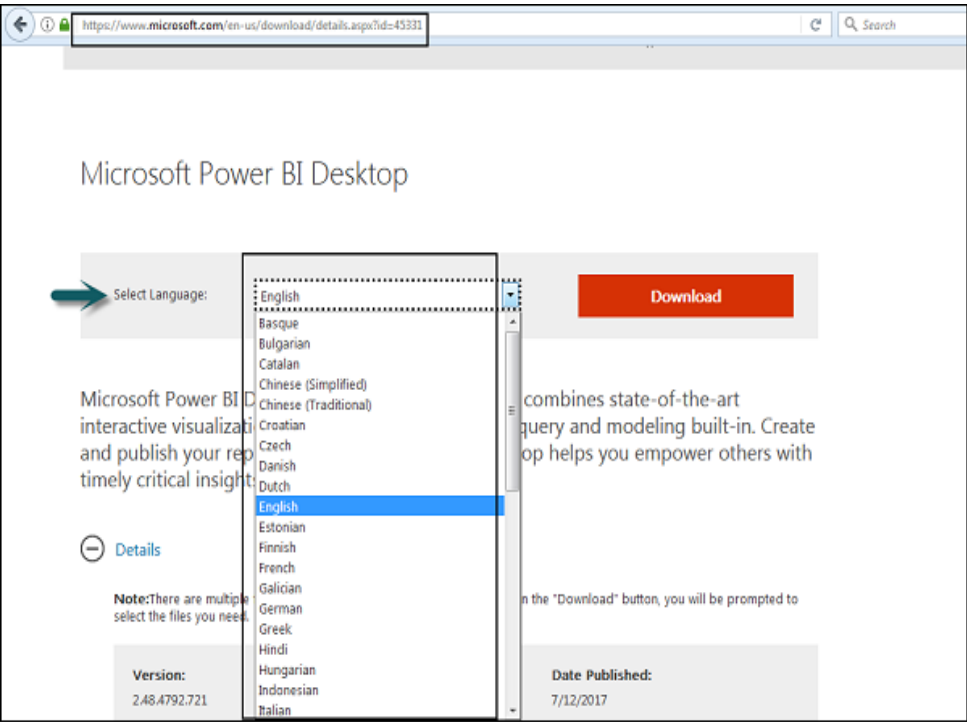 https://www.microsoft.com/en-us/download/details.aspx?id=45331
Search
Microsoft Power BI Desktop
Select Language:
English
Download
Basque
Bulgarian
Catalan
Chinese (Simplified)
Chinese (Traditional)
Croatian
Czech
Danish
Dutch
English
Estonian
Finnish
French
Galician
German
Greek
Hindi
Hungarian
Indonesian
Italian
Microsoft Power BI D combines state-of-the-art
interactive visualizati query and modeling built-in. Create
and publish your rep op helps you empower others with
timely critical insight
Details
Note:There are multiple n the "Download" button, you will be prompted to
select the files you need.
Version:
2.48.4792.721
Date Published:
7/12/2017